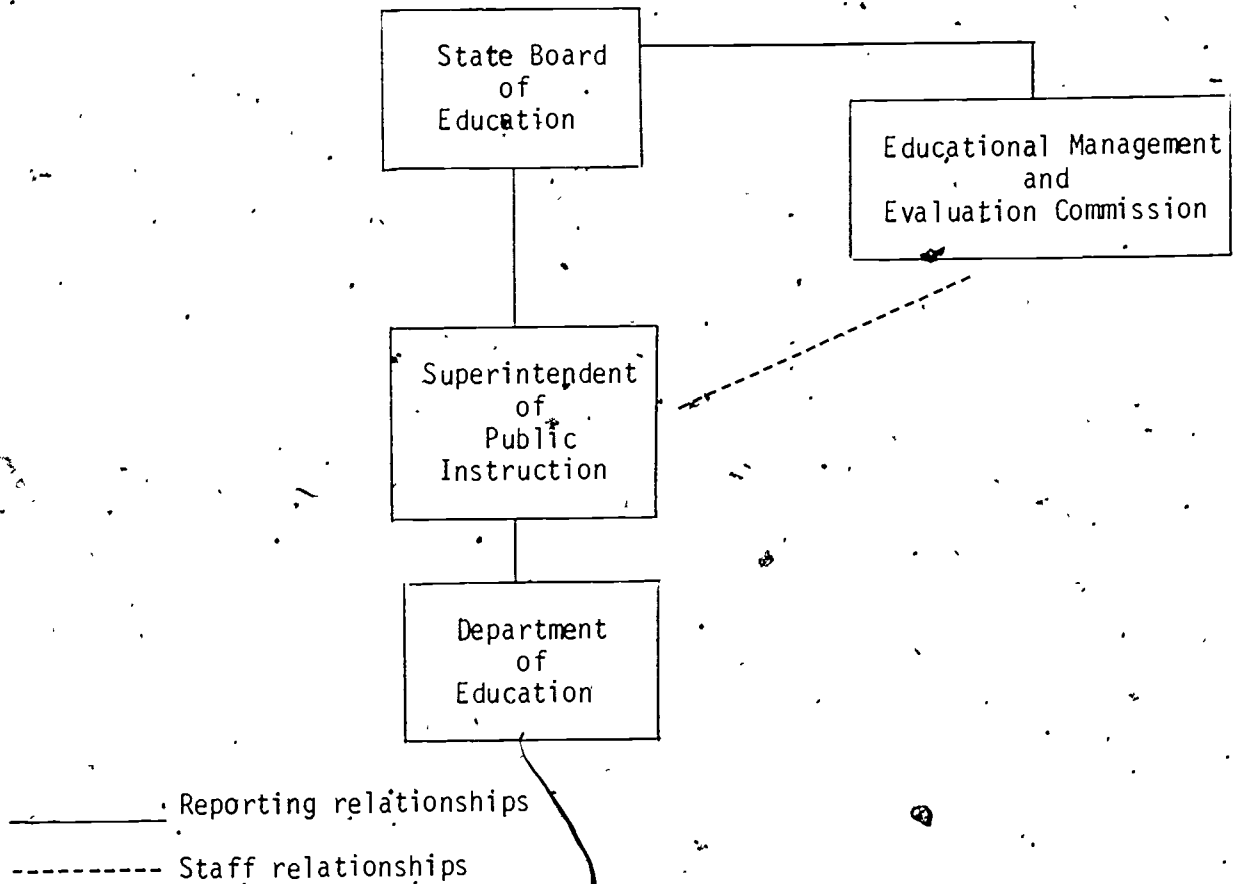 State Board
of
Education
Educational Management
and
Evaluation Commission
Superintendent
of
Public
Instruction
Department
of
Education
Reporting relationships
Staff relationships